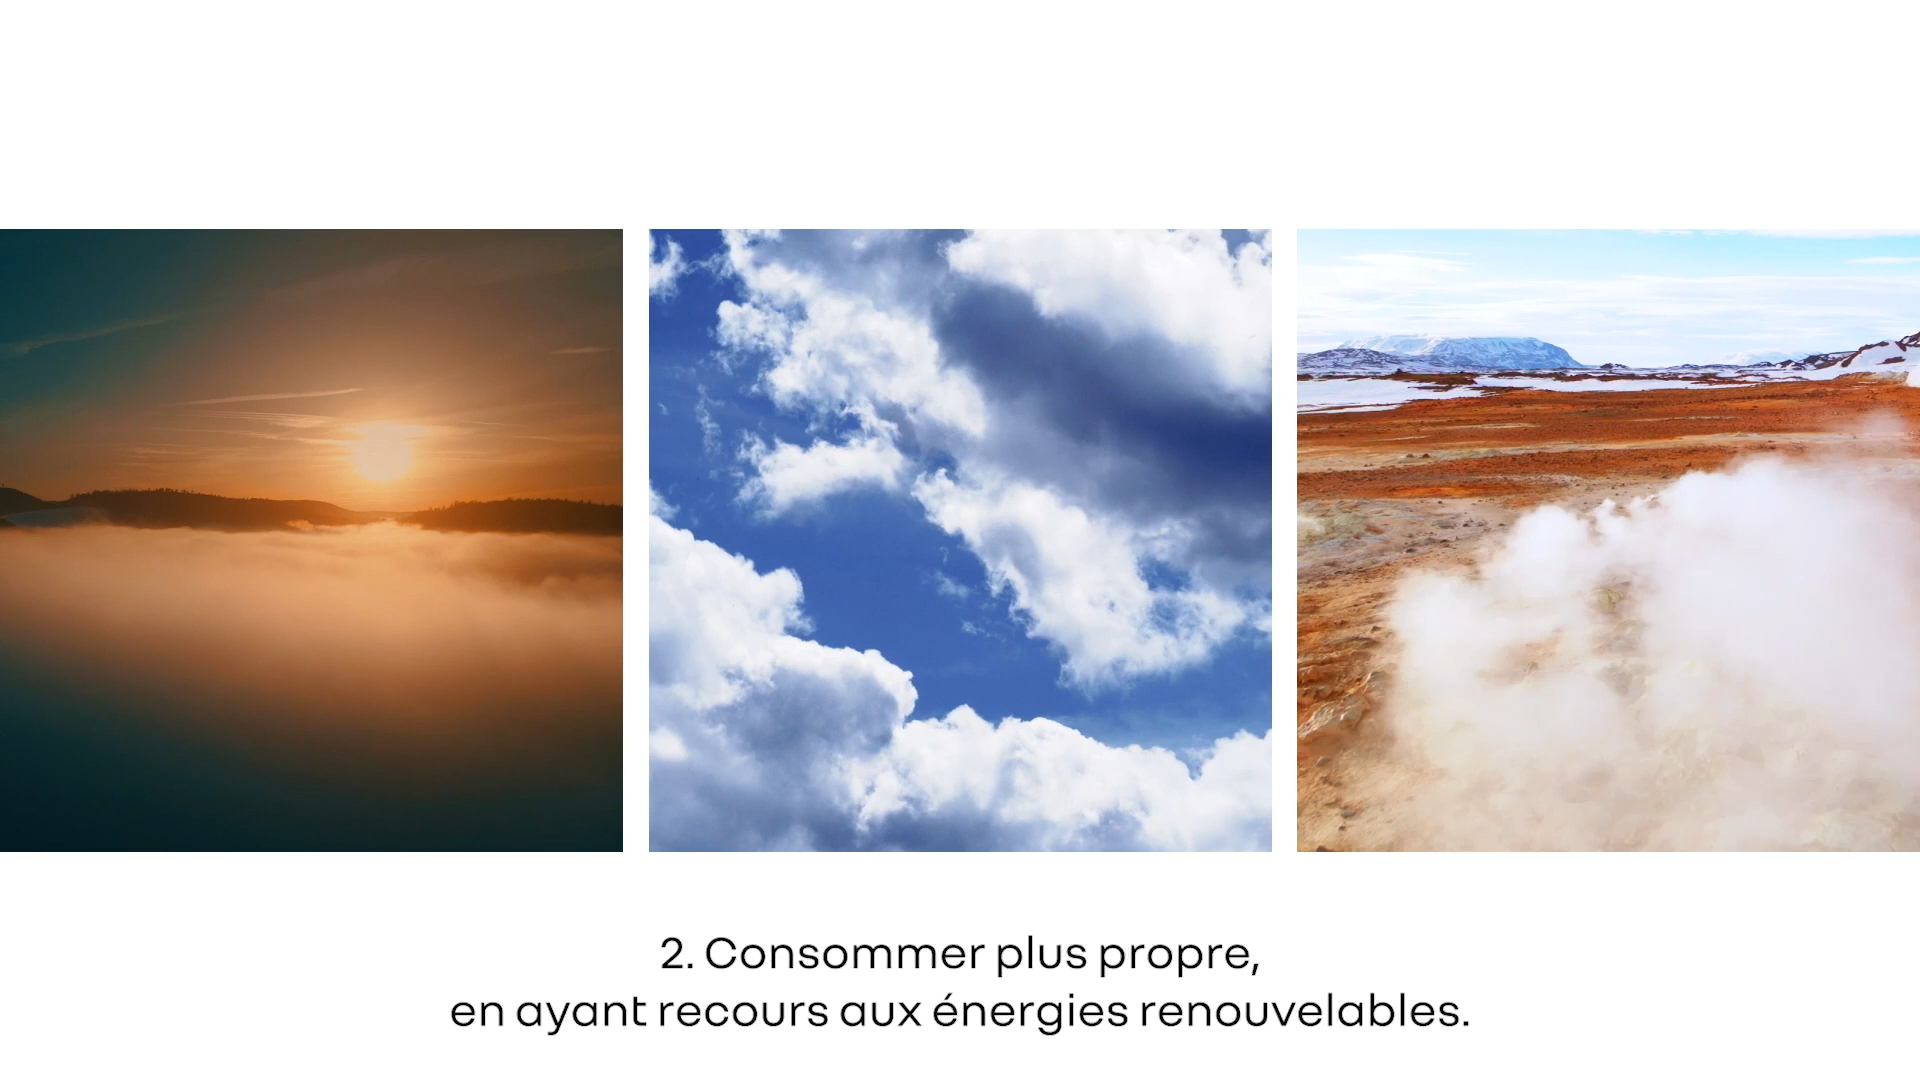 2. Consommer plus propre,
en ayant recours aux énergies renouvelables.